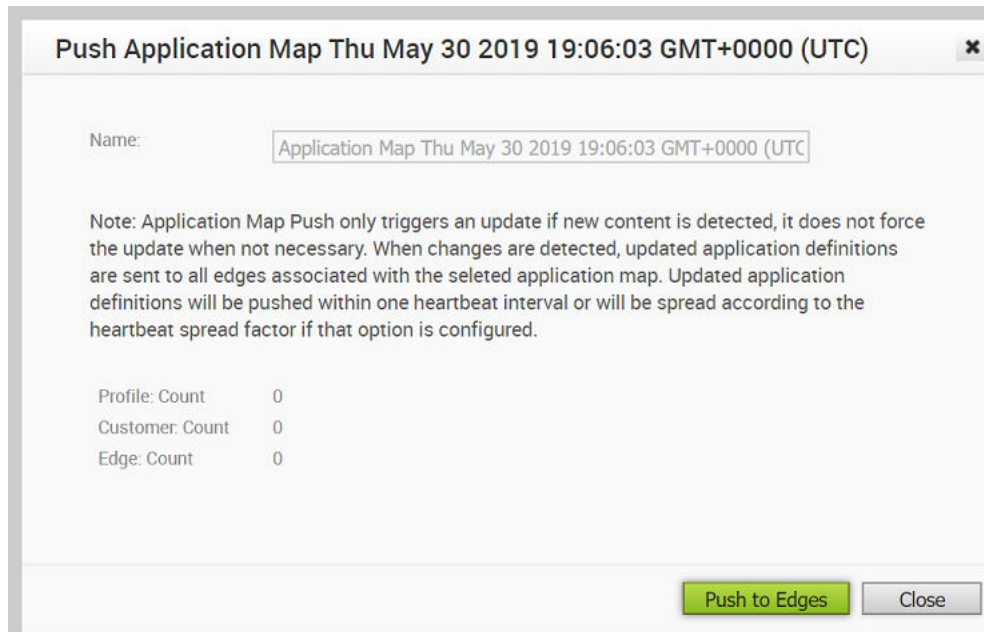 Push Application Map Thu May 30 2019 19:06:03 GMT+0000 (UTC)
Name:
Application Map Thu May 30 2019 19:06:03 GMT+0000 (UTC
Note: Application Map Push only triggers an update if new content is detected, it does not force
the update when not necessary. When changes are detected, updated application definitions
are sent to all edges associated with the seleted application map. Updated application
definitions will be pushed within one heartbeat interval or will be spread according to the
heartbeat spread factor if that option is configured.
Profile: Count 0
Customer: Count 0
Edge: Count 0
Push to Edges Close